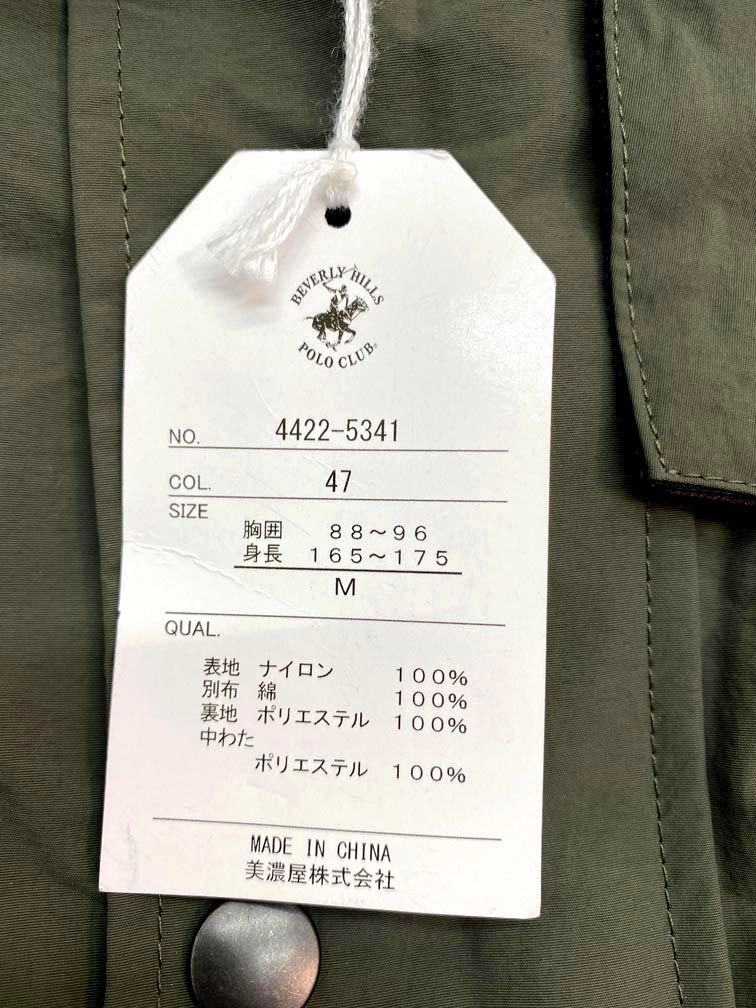 BEVERLY HILLS
POLO CLUB®
NO. 4422-5341
COL. 47
SIZE
胸囲 88～96
身長 165～175
M
QUAL.
表地 ナイロン 100%
別布 綿 100%
裏地 ポリエステル 100%
中わた
ポリエステル 100%
MADE IN CHINA
美濃屋株式会社